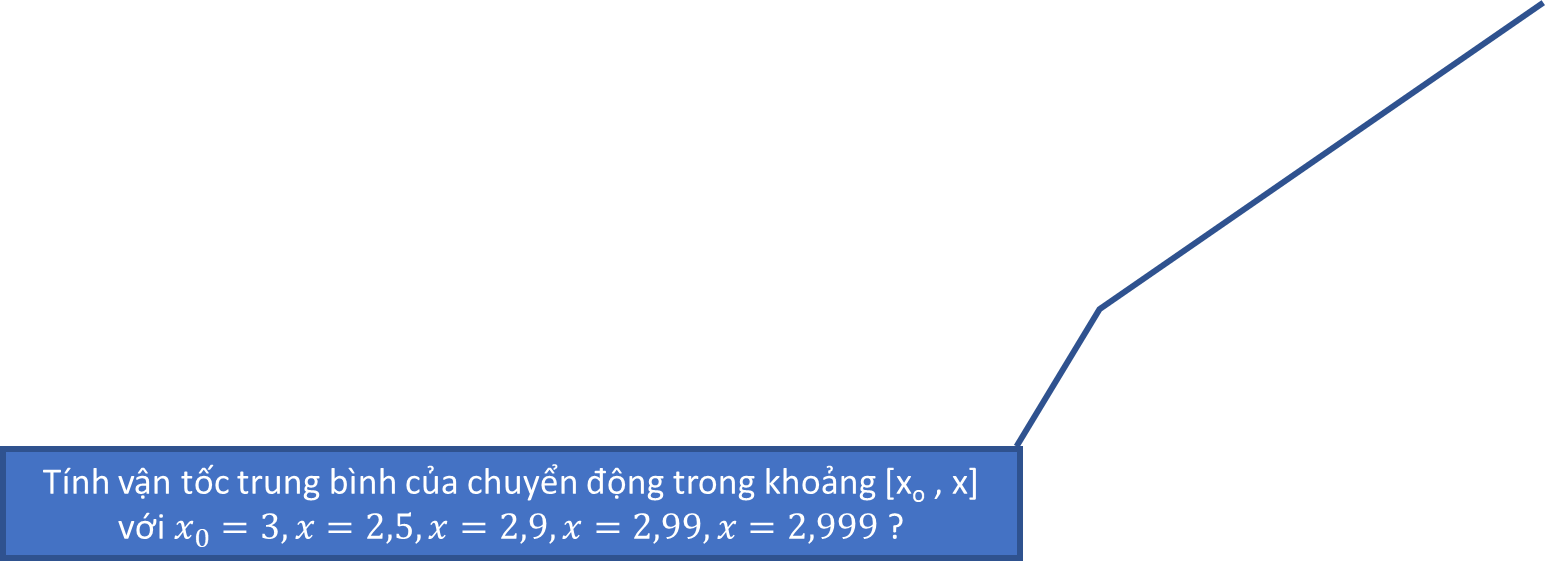 Tính vận tốc trung bình của chuyển động trong khoảng [xₒ , x]
với 𝑥₀ = 3, 𝑥 = 2,5, 𝑥 = 2,9, 𝑥 = 2,99, 𝑥 = 2,999 ?